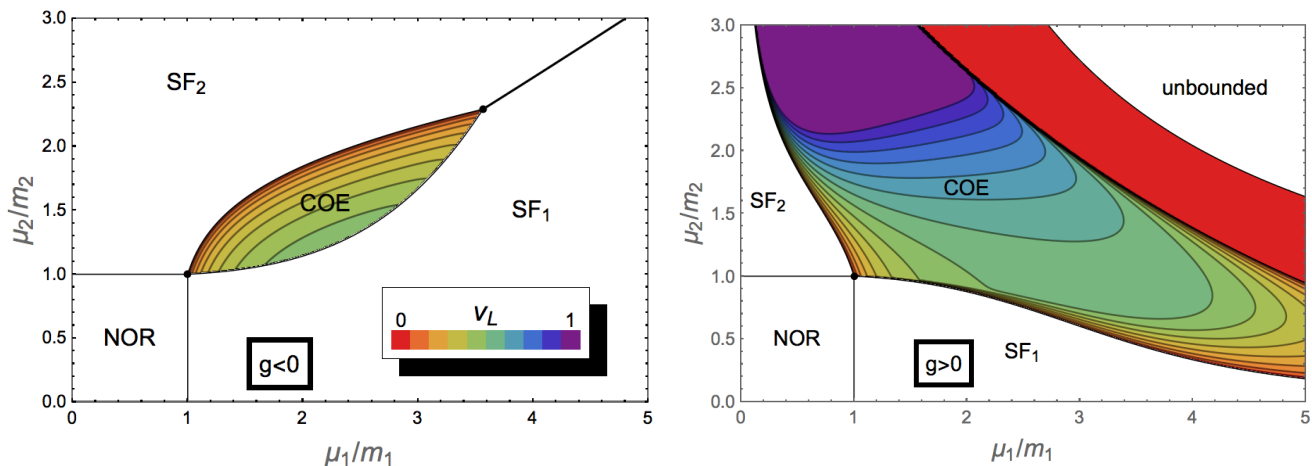 3.0
2.5
2.0
1.5
1.0
0.5
0.0
μ₂/m₂
SF₂
COE
SF₁
NOR
g<0
0 v_L 1
0 1 2 3 4 5
μ₁/m₁
3.0
2.5
2.0
1.5
1.0
0.5
0.0
μ₂/m₂
unbounded
COE
SF₂
NOR
g>0
SF₁
0 1 2 3 4 5
μ₁/m₁